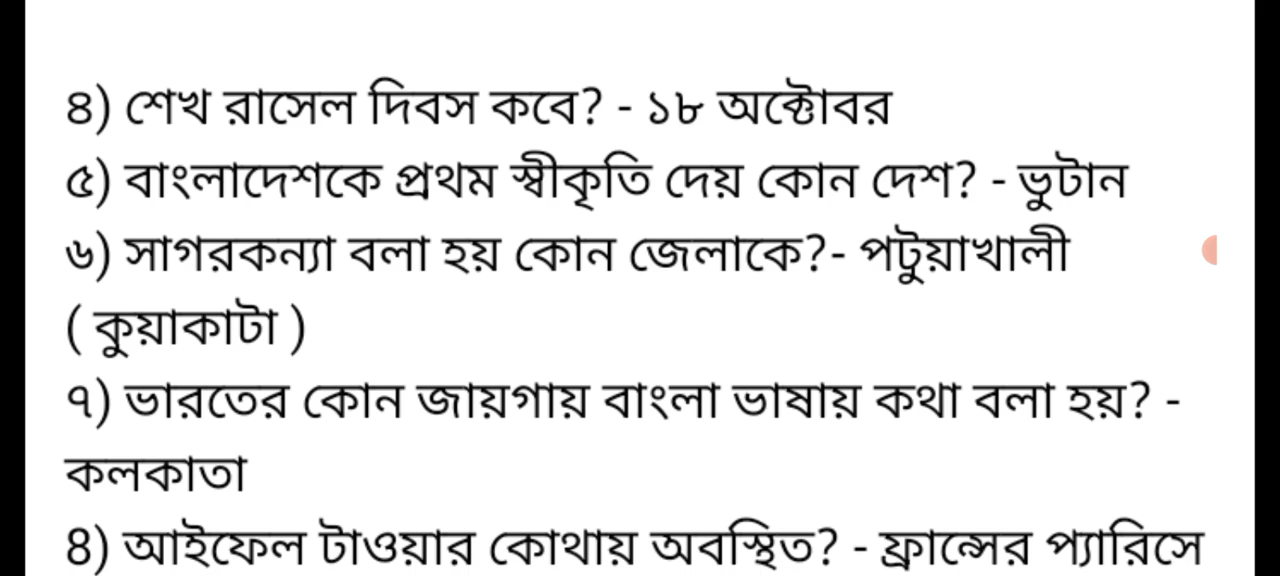 ৪) শেখ রাসেল দিবস কবে? - ১৮ অক্টোবর
৫) বাংলাদেশকে প্রথম স্বীকৃতি দেয় কোন দেশ? - ভুটান
৬) সাগরকন্যা বলা হয় কোন জেলাকে?- পটুয়াখালী
( কুয়াকাটা )
৭) ভারতের কোন জায়গায় বাংলা ভাষায় কথা বলা হয়? -
কলকাতা
8) আইফেল টাওয়ার কোথায় অবস্থিত? - ফ্রান্সের প্যারিসে